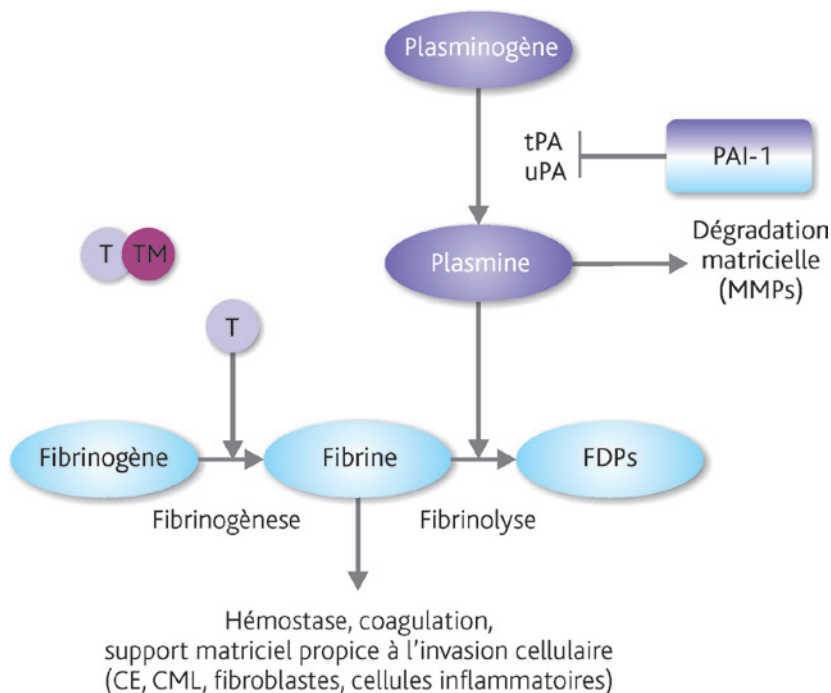 Plasminogène
tPA
uPA
PAI-1
Plasmine
Dégradation
matricielle
(MMPs)
T TM
T
Fibrinogène
Fibrine
FDPs
Fibrinogènese
Fibrinolyse
Hémostase, coagulation,
support matriciel propice à l'invasion cellulaire
(CE, CML, fibroblastes, cellules inflammatoires)